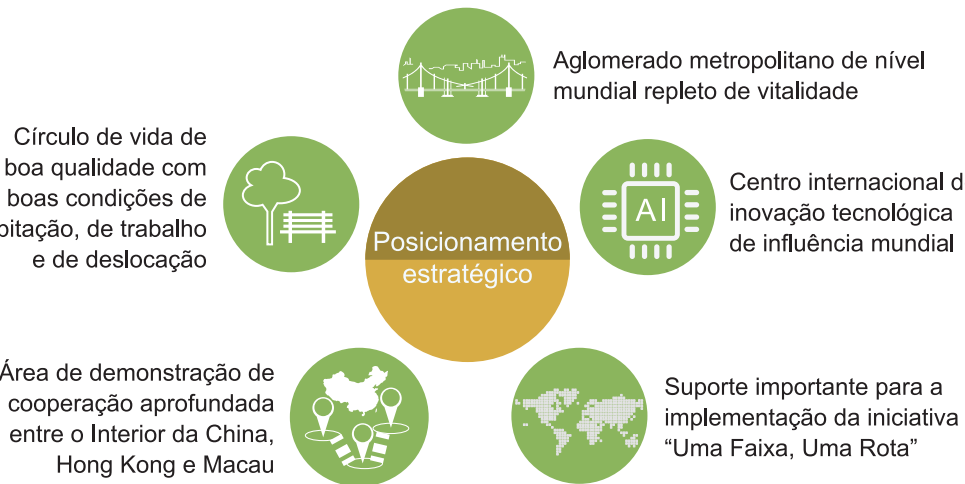 Aglomerado metropolitano de nível
mundial repleto de vitalidade
Círculo de vida de
boa qualidade com
boas condições de
bitação, de trabalho
e de deslocação
Posicionamento
estratégico
AI
Centro internacional d
inovação tecnológica
de influência mundial
Área de demonstração de
cooperação aprofundada
entre o Interior da China,
Hong Kong e Macau
Suporte importante para a
implementação da iniciativa
“Uma Faixa, Uma Rota”